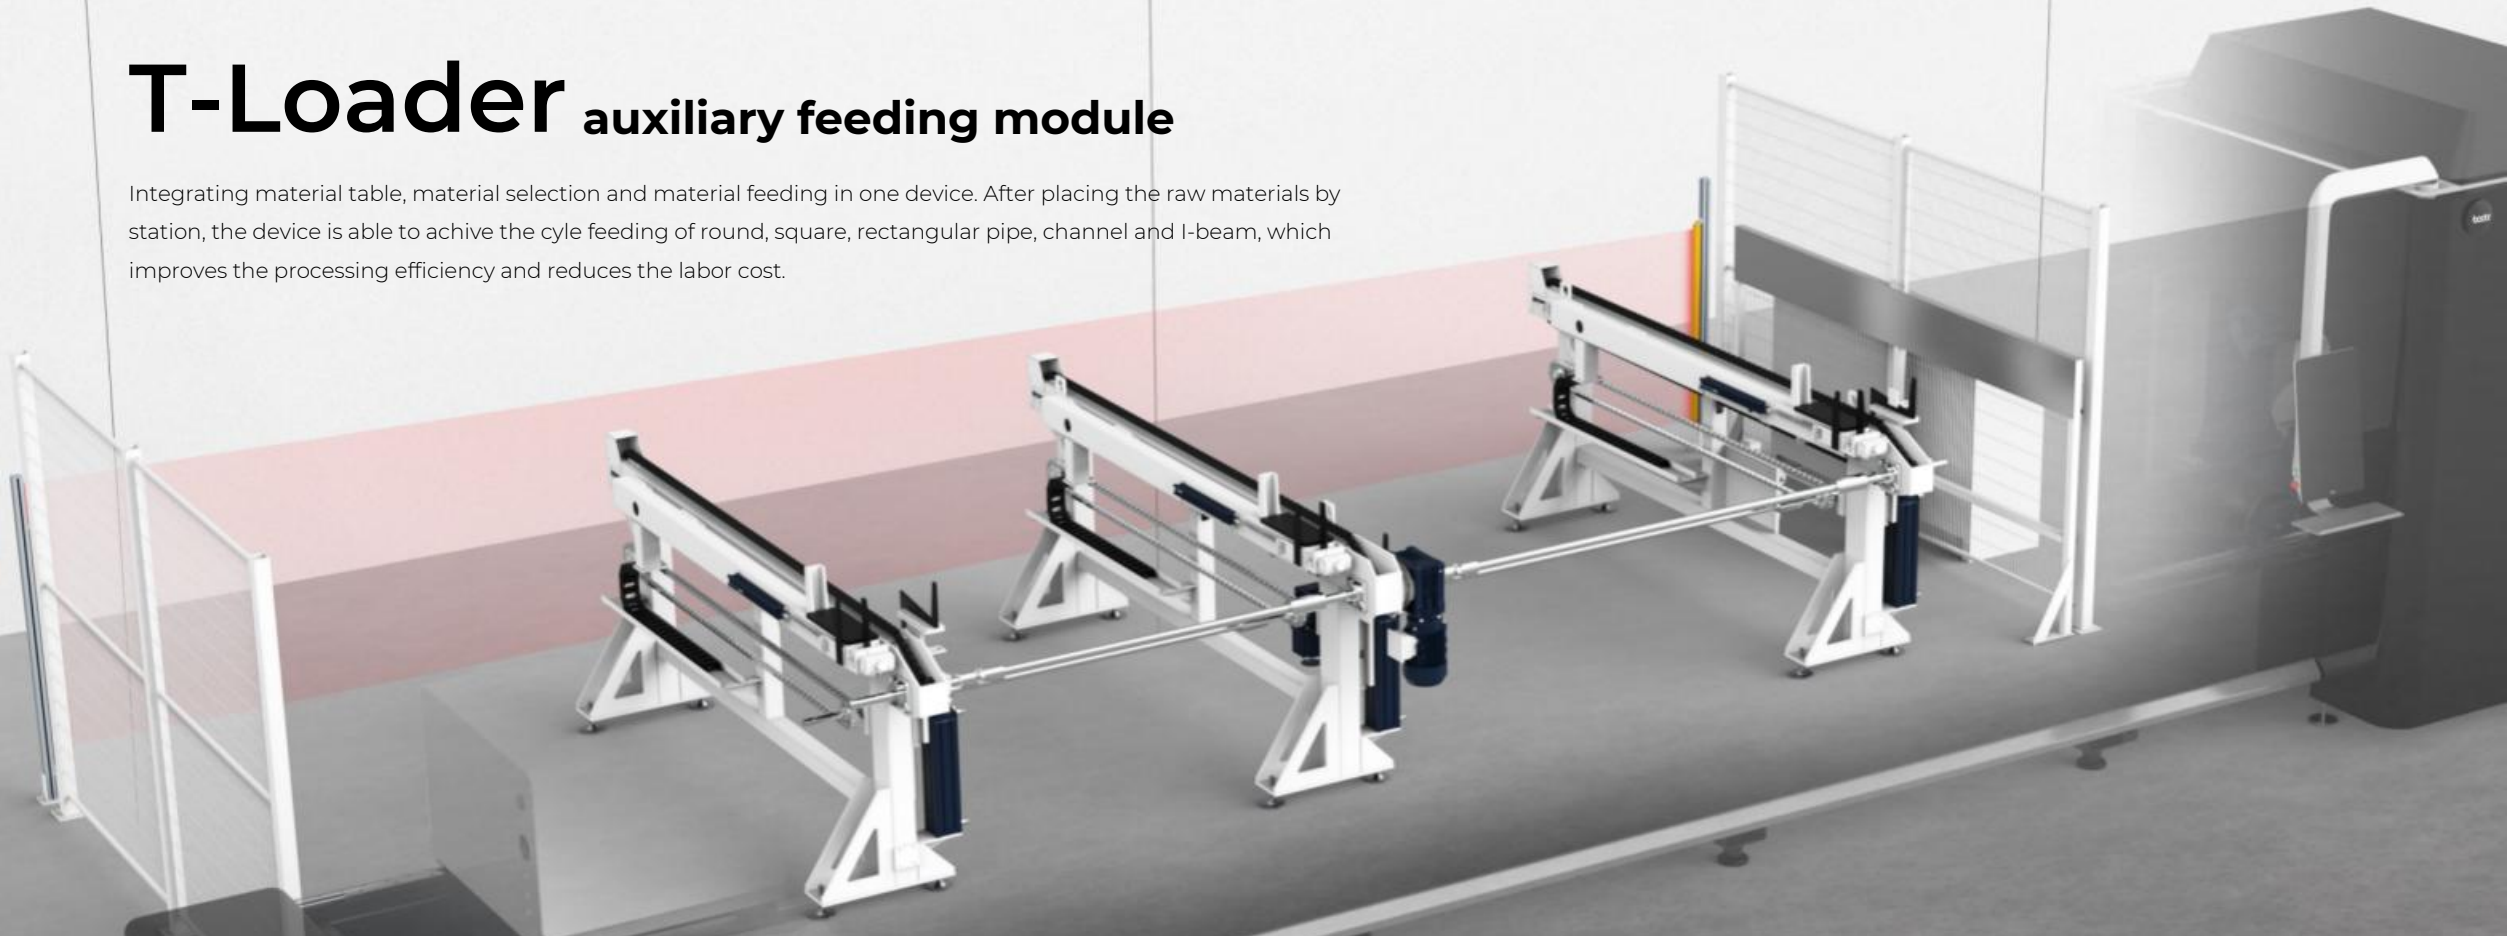 T-Loader auxiliary feeding module
Integrating material table, material selection and material feeding in one device. After placing the raw materials by
station, the device is able to achive the cyle feeding of round, square, rectangular pipe, channel and I-beam, which
improves the processing efficiency and reduces the labor cost.